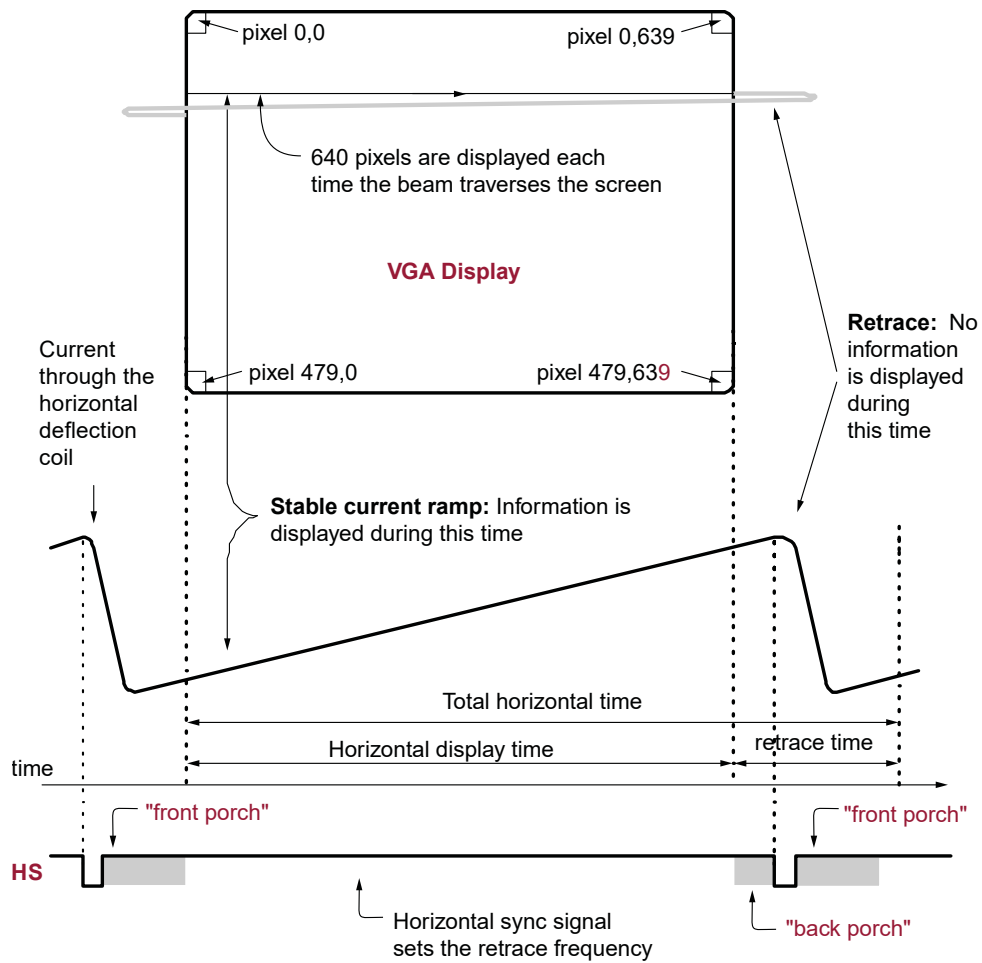 pixel 0,0
pixel 0,639
640 pixels are displayed each
time the beam traverses the screen
VGA Display
pixel 479,0
pixel 479,639
Retrace: No
information
is displayed
during
this time
Current
through the
horizontal
deflection
coil
Stable current ramp: Information is
displayed during this time
Total horizontal time
Horizontal display time
retrace time
time
"front porch"
"front porch"
HS
Horizontal sync signal
sets the retrace frequency
"back porch"